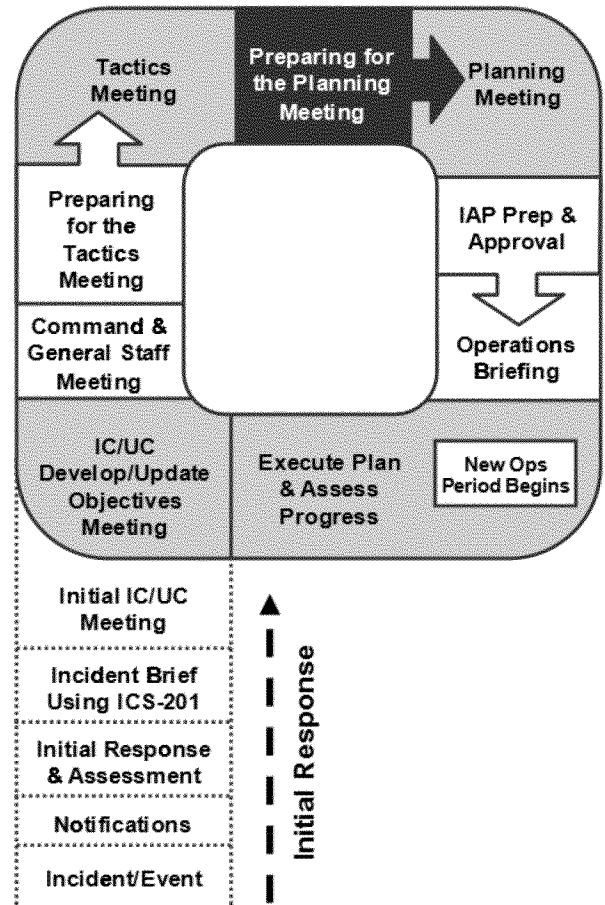 Tactics
Meeting
Preparing for
the Planning
Meeting
Planning
Meeting
Preparing
for the
Tactics
Meeting
IAP Prep &
Approval
Command &
General Staff
Meeting
Operations
Briefing
IC/UC
Develop/Update
Objectives
Meeting
Execute Plan
& Assess
Progress
New Ops
Period Begins
Initial IC/UC
Meeting
Incident Brief
Using ICS-201
Initial Response
& Assessment
Notifications
Incident/Event
Initial Response